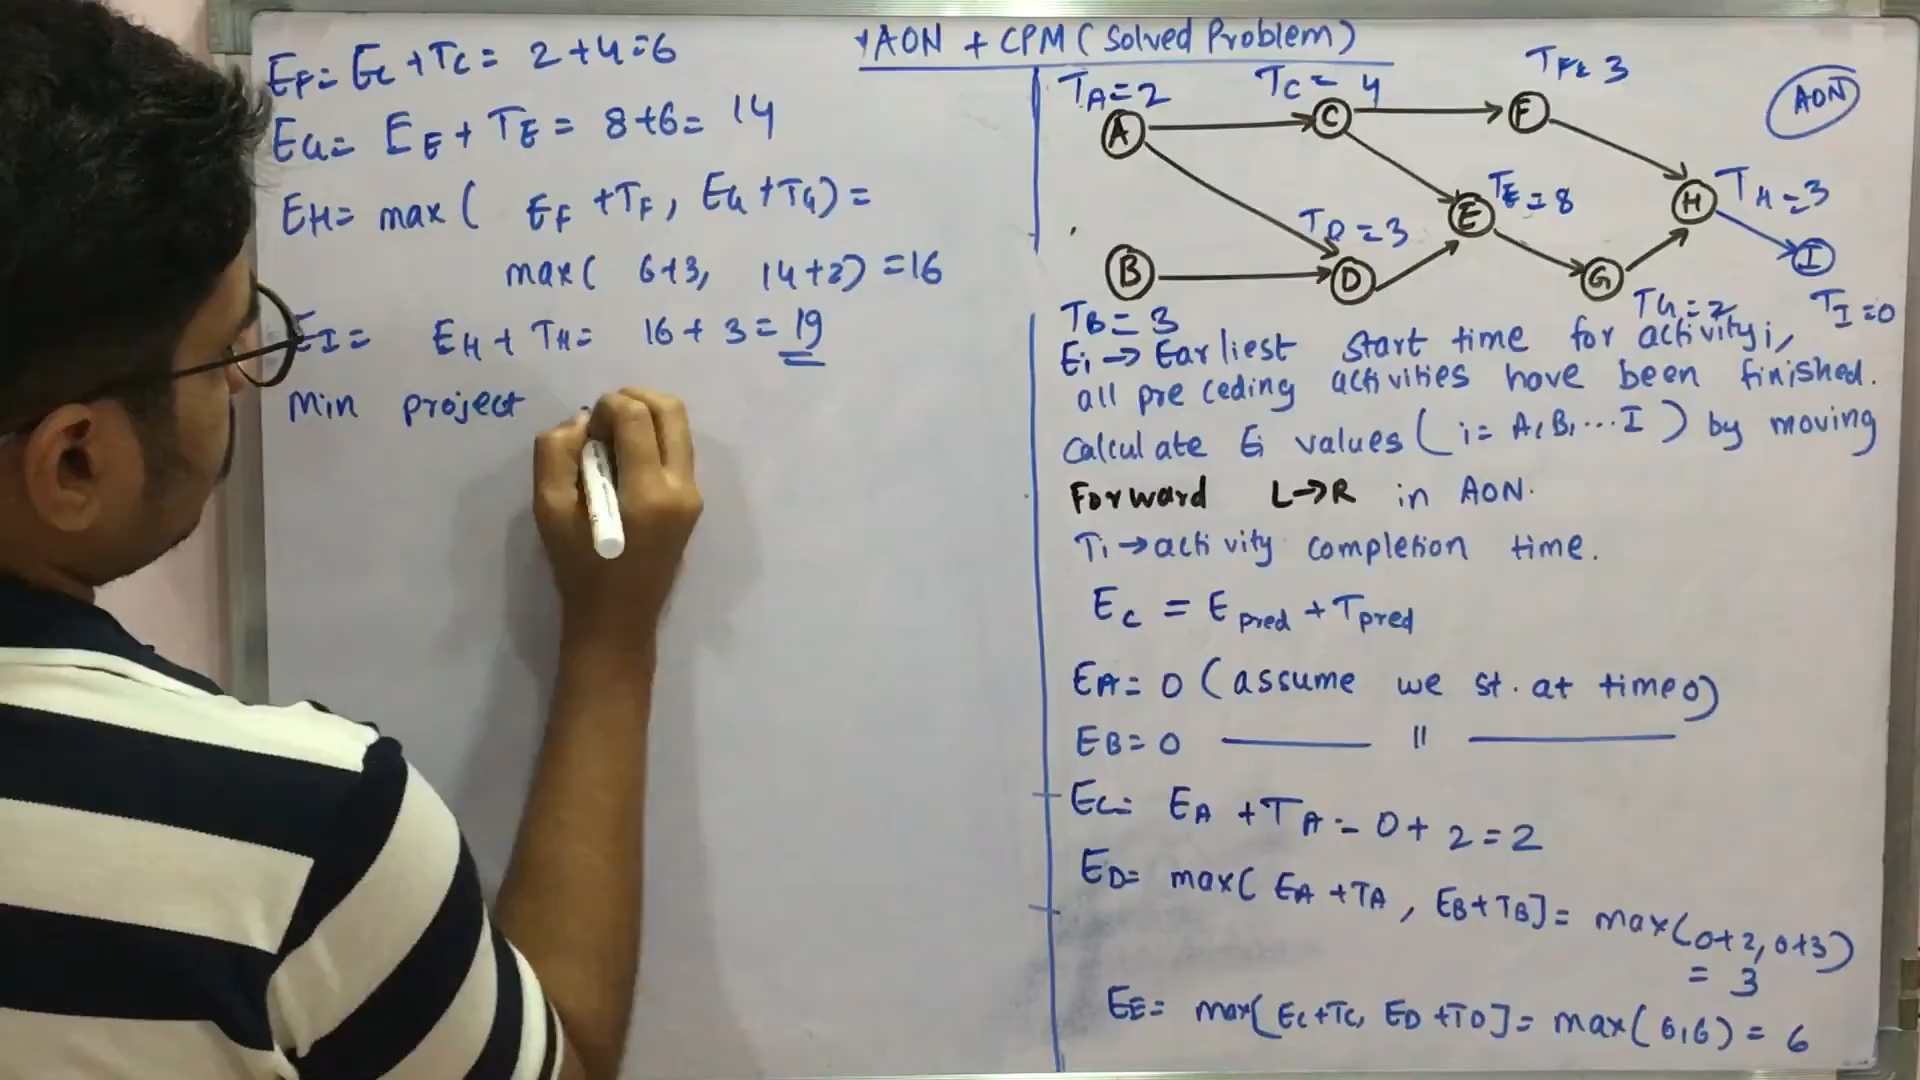 AON + CPM (Solved Problem)
EF= EC + TC = 2+4=6
EG= EE + TE = 8+6= 14
EH= max ( EF + TF, EG + TG) =
max ( 6+3, 14+2) = 16
EI= EH + TH= 16 + 3 = 19
Min project
TA=2
TC= 4
TF= 3
AON
A
C
F
TE=8
TH=3
H
E
TD=3
I
B
D
G
TG=2
TI=0
TB=3
Ei → Earliest start time for activity i,
all pre ceding activities have been finished.
Calculate Ei values ( i= A, B, ... I ) by moving
Forward L→R in AON.
Ti → activity completion time.
EC = Epred + Tpred
EA= 0 ( assume we st. at time 0)
EB= 0 —— 11 ——
EC= EA + TA = 0+ 2 = 2
ED= max( EA + TA, EB + TB] = max(0+2, 0+3)
= 3
EE= max[ EC+TC, ED +TD] = max( 6,6) = 6